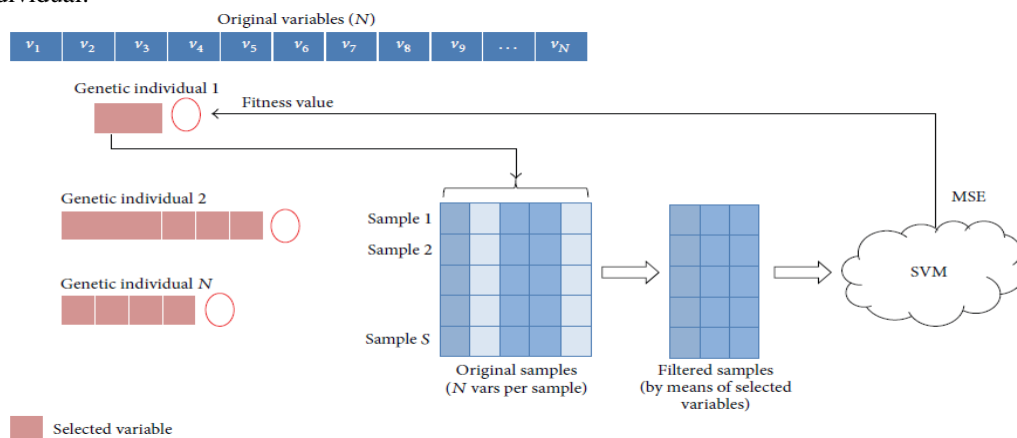 Original variables (N)
v1 v2 v3 v4 v5 v6 v7 v8 v9 ... vN
Genetic individual 1
Fitness value
Genetic individual 2
Genetic individual N
Sample 1
Sample 2
Sample S
Original samples
(N vars per sample)
Filtered samples
(by means of selected
variables)
MSE
SVM
Selected variable